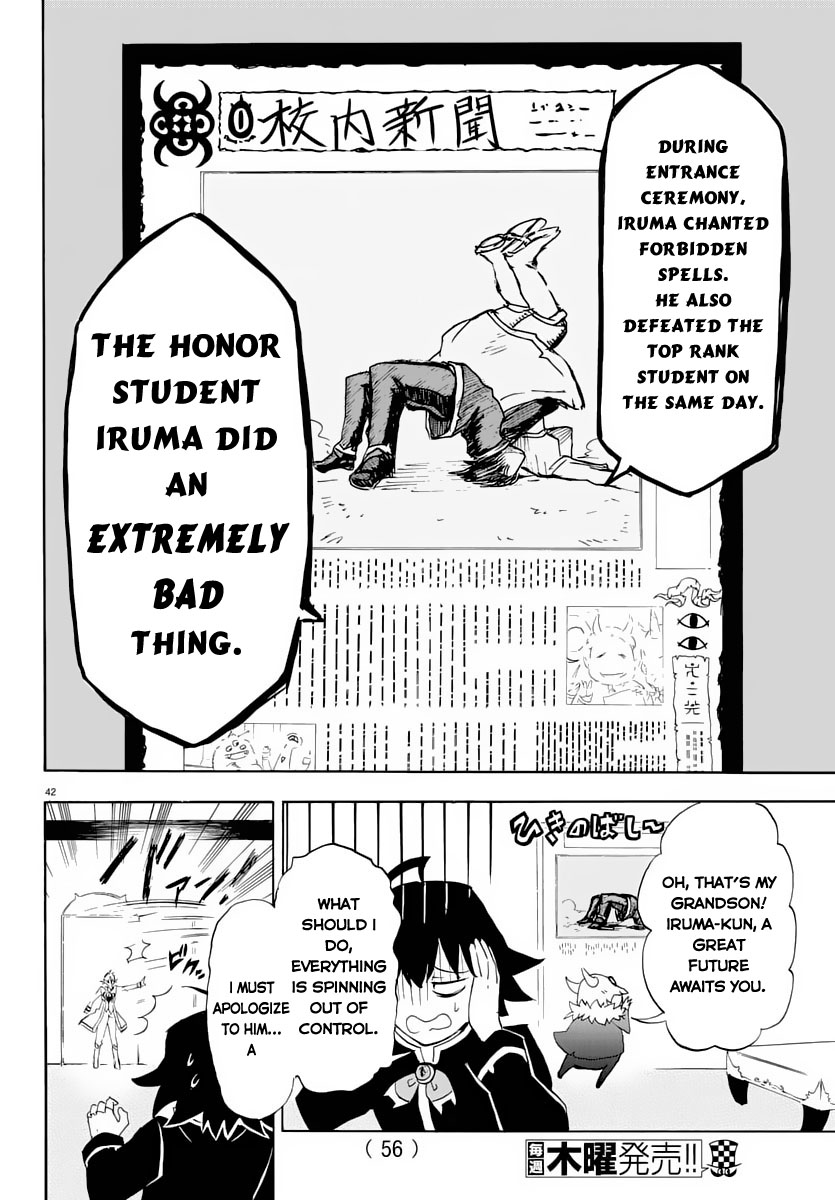 校内新聞
DURING
ENTRANCE
CEREMONY,
IRUMA CHANTED
FORBIDDEN
SPELLS.
HE ALSO
DEFEATED THE
TOP RANK
STUDENT ON
THE SAME DAY.
THE HONOR
STUDENT
IRUMA DID
AN
EXTREMELY
BAD
THING.
42
ひきのばし〜
OH, THAT'S MY
GRANDSON!
IRUMA-KUN, A
GREAT
FUTURE
AWAITS YOU.
WHAT
SHOULD I
DO,
EVERYTHING
IS SPINNING
OUT OF
CONTROL.
I MUST
APOLOGIZE
TO HIM...
A
( 56 )
毎週木曜発売!!